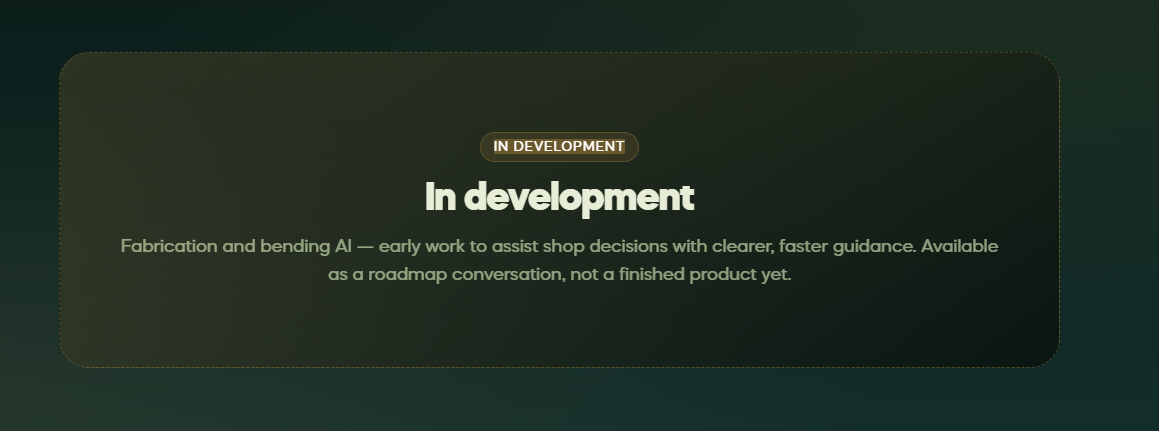 IN DEVELOPMENT
In development
Fabrication and bending AI — early work to assist shop decisions with clearer, faster guidance. Available
as a roadmap conversation, not a finished product yet.